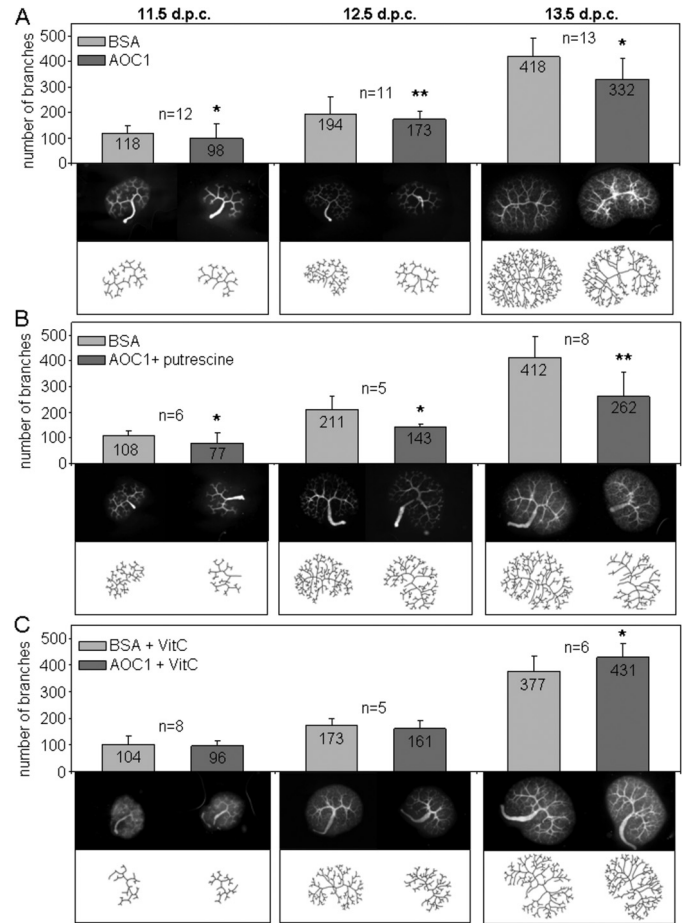 A 11.5 d.p.c. 12.5 d.p.c. 13.5 d.p.c.
number of branches
500
400
300
200
100
0
BSA
AOC1
n=12
118
*
98
n=11
194
**
173
n=13
418
*
332
B
number of branches
500
400
300
200
100
0
BSA
AOC1+ putrescine
n=6
108
*
77
n=5
211
*
143
n=8
412
**
262
C
number of branches
500
400
300
200
100
0
BSA + VitC
AOC1 + VitC
n=8
104
96
n=5
173
161
n=6
377
*
431